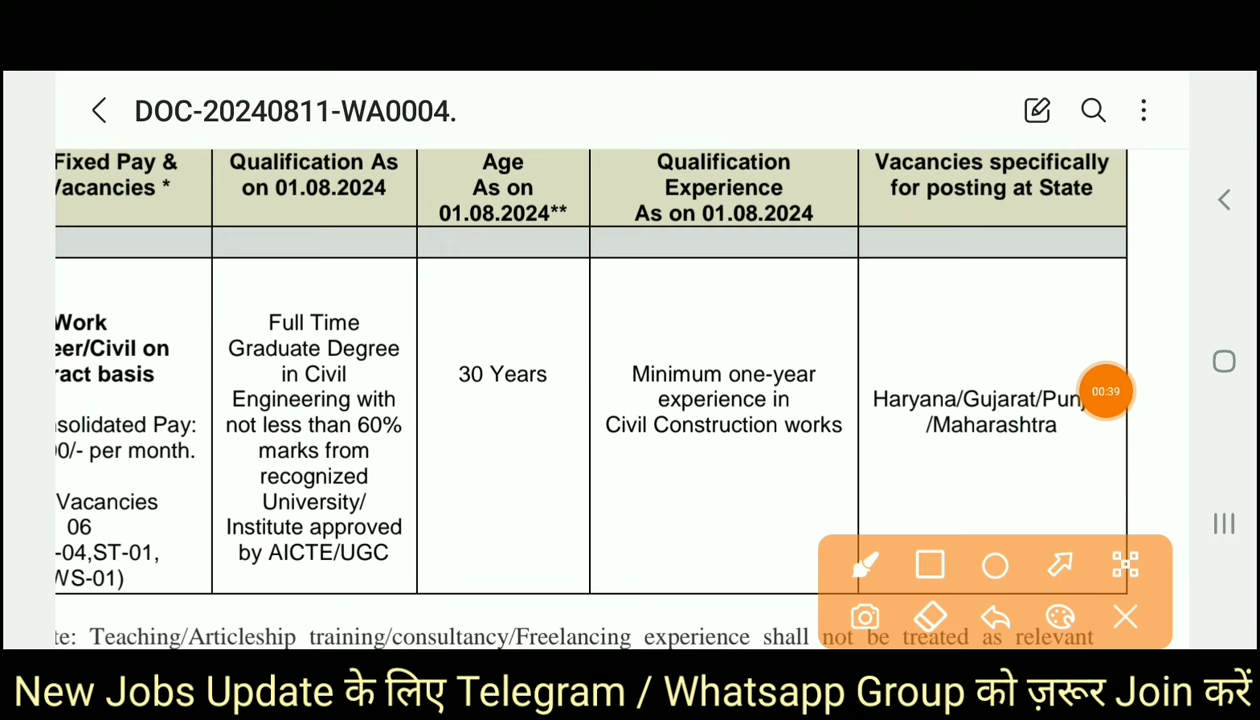 DOC-20240811-WA0004.
Fixed Pay &
Vacancies *
Qualification As
on 01.08.2024
Age
As on
01.08.2024**
Qualification
Experience
As on 01.08.2024
Vacancies specifically
for posting at State
Work
eer/Civil on
ract basis
solidated Pay:
00/- per month.
Vacancies
06
-04,ST-01,
WS-01)
Full Time
Graduate Degree
in Civil
Engineering with
not less than 60%
marks from
recognized
University/
Institute approved
by AICTE/UGC
30 Years
Minimum one-year
experience in
Civil Construction works
Haryana/Gujarat/Pun
/Maharashtra
00:39
te: Teaching/Articleship training/consultancy/Freelancing experience shall not be treated as relevant
New Jobs Update के लिए Telegram / Whatsapp Group को ज़रूर Join करें